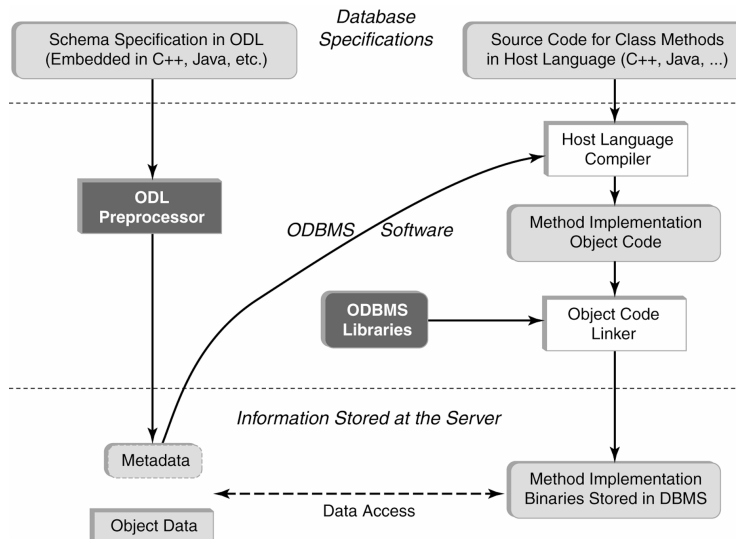 Database
Specifications
Schema Specification in ODL
(Embedded in C++, Java, etc.)
Source Code for Class Methods
in Host Language (C++, Java, ...)
Host Language
Compiler
ODL
Preprocessor
ODBMS Software
Method Implementation
Object Code
ODBMS
Libraries
Object Code
Linker
Information Stored at the Server
Metadata
Method Implementation
Binaries Stored in DBMS
Data Access
Object Data